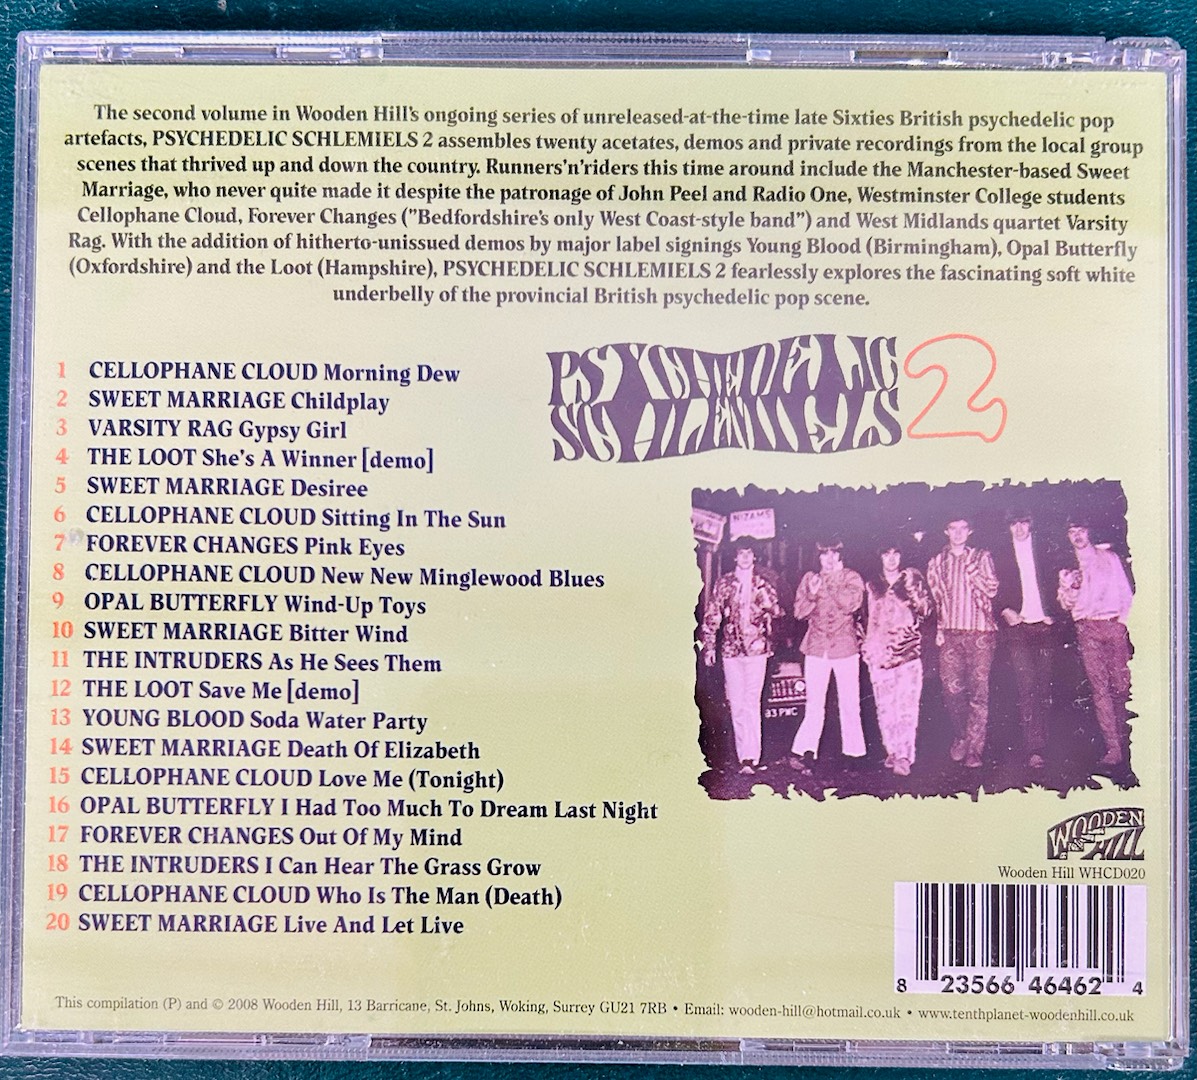 The second volume in Wooden Hill's ongoing series of unreleased-at-the-time late Sixties British psychedelic pop
artefacts, PSYCHEDELIC SCHLEMIELS 2 assembles twenty acetates, demos and private recordings from the local group
scenes that thrived up and down the country. Runners'n'riders this time around include the Manchester-based Sweet
Marriage, who never quite made it despite the patronage of John Peel and Radio One, Westminster College students
Cellophane Cloud, Forever Changes ("Bedfordshire's only West Coast-style band") and West Midlands quartet Varsity
Rag. With the addition of hitherto-unissued demos by major label signings Young Blood (Birmingham), Opal Butterfly
(Oxfordshire) and the Loot (Hampshire), PSYCHEDELIC SCHLEMIELS 2 fearlessly explores the fascinating soft white
underbelly of the provincial British psychedelic pop scene.
1 CELLOPHANE CLOUD Morning Dew
2 SWEET MARRIAGE Childplay
3 VARSITY RAG Gypsy Girl
4 THE LOOT She's A Winner [demo]
5 SWEET MARRIAGE Desiree
6 CELLOPHANE CLOUD Sitting In The Sun
7 FOREVER CHANGES Pink Eyes
8 CELLOPHANE CLOUD New New Minglewood Blues
9 OPAL BUTTERFLY Wind-Up Toys
10 SWEET MARRIAGE Bitter Wind
11 THE INTRUDERS As He Sees Them
12 THE LOOT Save Me [demo]
13 YOUNG BLOOD Soda Water Party
14 SWEET MARRIAGE Death Of Elizabeth
15 CELLOPHANE CLOUD Love Me (Tonight)
16 OPAL BUTTERFLY I Had Too Much To Dream Last Night
17 FOREVER CHANGES Out Of My Mind
18 THE INTRUDERS I Can Hear The Grass Grow
19 CELLOPHANE CLOUD Who Is The Man (Death)
20 SWEET MARRIAGE Live And Let Live
PSYCHEDELIC 2
SCHLEMIELS
NIZAMS
83 PWC
WOODEN
HILL
Wooden Hill WHCD020
8 23566 46462 4
This compilation (P) and © 2008 Wooden Hill, 13 Barricane, St. Johns, Woking, Surrey GU21 7RB • Email: wooden-hill@hotmail.co.uk • www.tenthplanet-woodenhill.co.uk